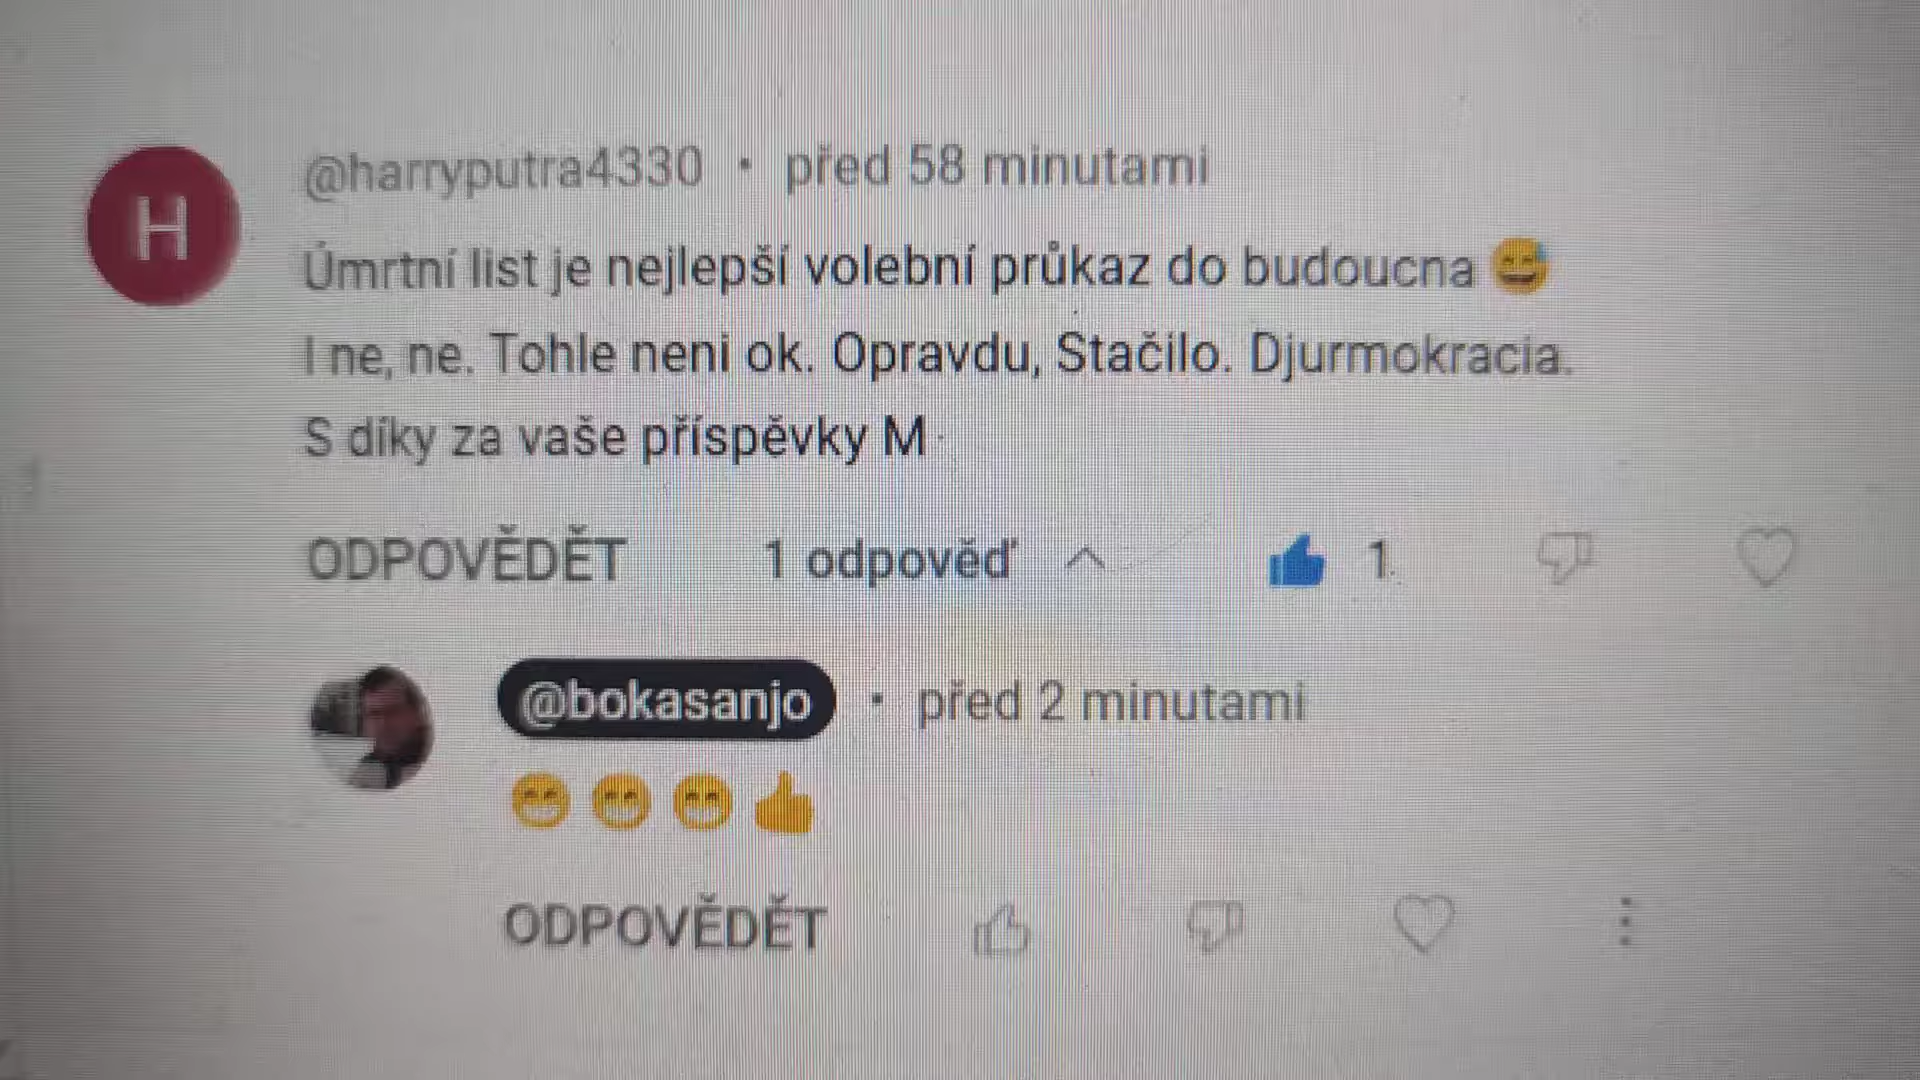 H
@harryputra4330 · před 58 minutami
Úmrtní list je nejlepší volební průkaz do budoucna 😅
I ne, ne. Tohle neni ok. Opravdu, Stačilo. Djurmokracia.
S díky za vaše příspěvky M
ODPOVĚDĚT 1 odpověď 1
@bokasanjo · před 2 minutami
😁😁😁👍
ODPOVĚDĚT